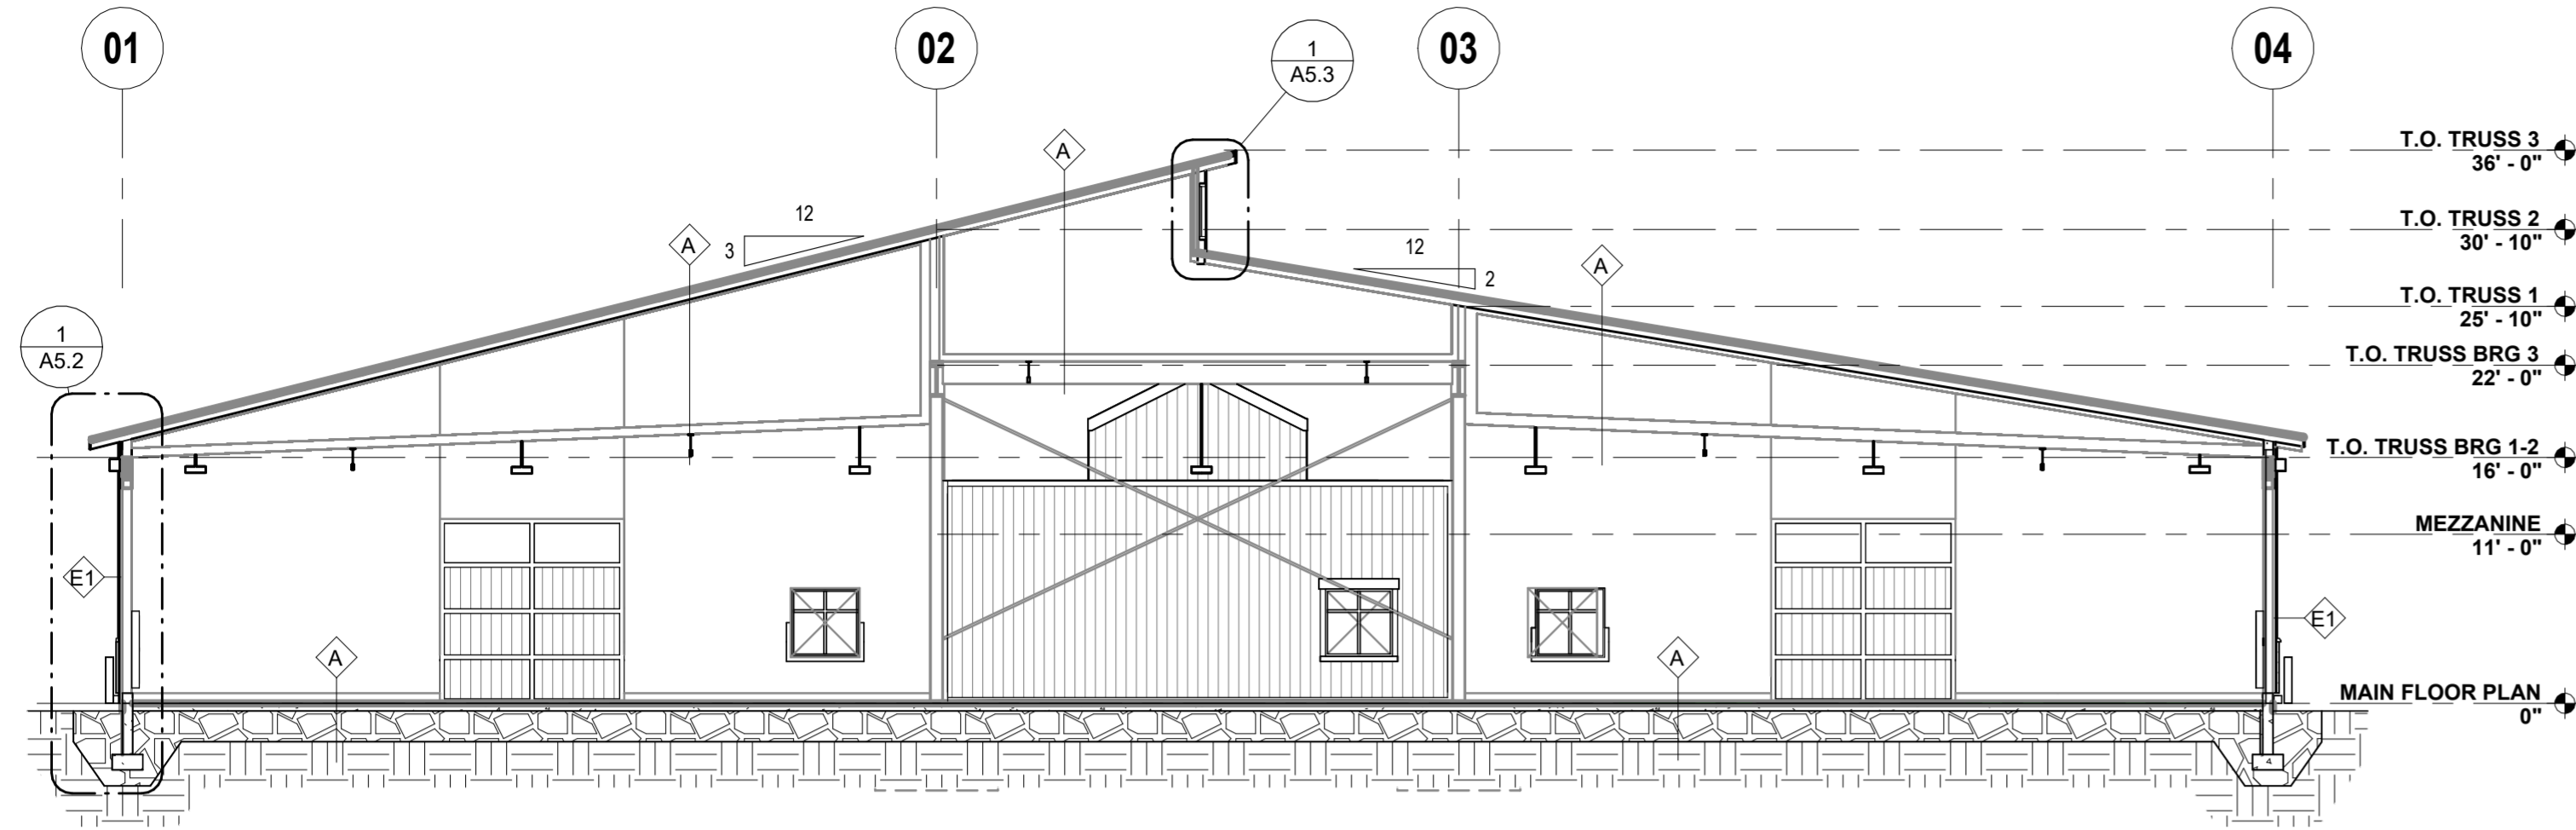 01
02
03
04
1
A5.3
A
T.O. TRUSS 3
36' - 0"
12
3
A
T.O. TRUSS 2
30' - 10"
12
2
A
T.O. TRUSS 1
25' - 10"
1
A5.2
T.O. TRUSS BRG 3
22' - 0"
T.O. TRUSS BRG 1-2
16' - 0"
MEZZANINE
11' - 0"
E1
E1
A
A
MAIN FLOOR PLAN
0"